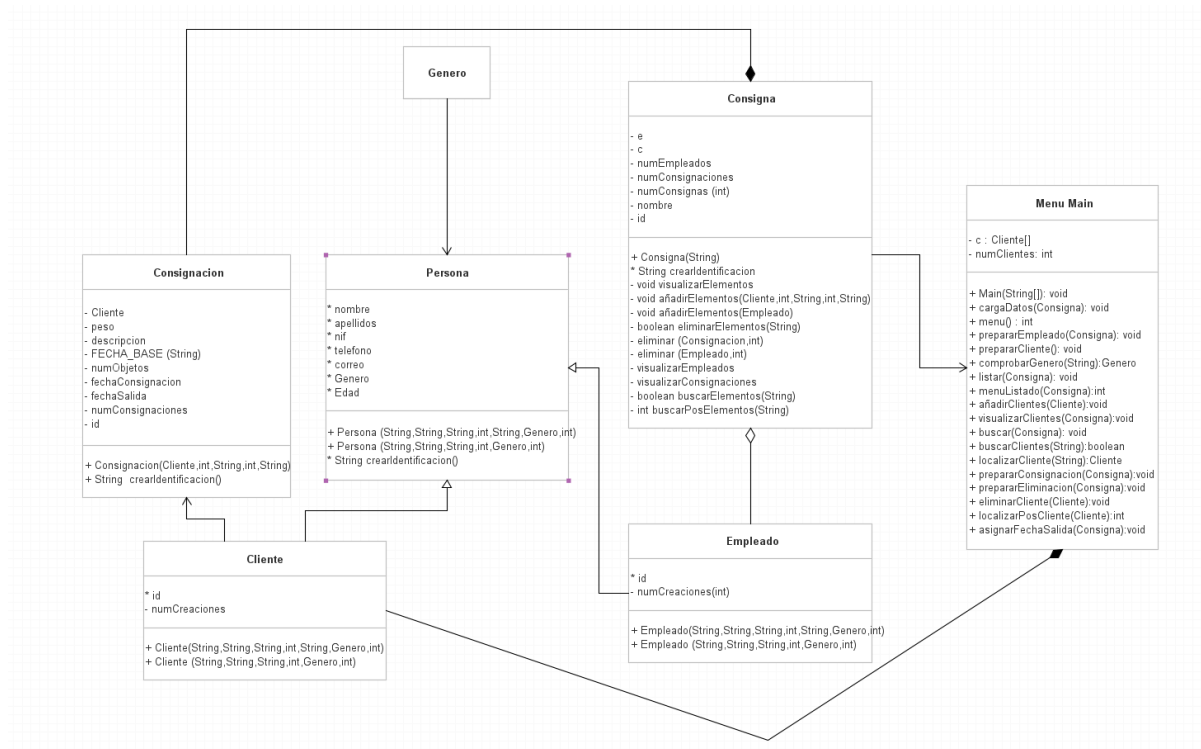 Genero
Consigna
- e
- c
- numEmpleados
- numConsignaciones
- numConsignas (int)
- nombre
- id
+ Consigna(String)
* String crearIdentificacion
- void visualizarElementos
- void añadirElementos(Cliente,int,String,int,String)
- void añadirElementos(Empleado)
- boolean eliminarElementos(String)
- eliminar (Consignacion,int)
- eliminar (Empleado,int)
- visualizarEmpleados
- visualizarConsignaciones
- boolean buscarElementos(String)
- int buscarPosElementos(String)
Menu Main
- c : Cliente[]
- numClientes: int
+ Main(String[]): void
+ cargaDatos(Consigna): void
+ menu() : int
+ prepararEmpleado(Consigna): void
+ prepararCliente(): void
+ comprobarGenero(String):Genero
+ listar(Consigna): void
+ menuListado(Consigna):int
+ añadirClientes(Cliente):void
+ visualizarClientes(Consigna):void
+ buscar(Consigna): void
+ buscarClientes(String):boolean
+ localizarCliente(String):Cliente
+ prepararConsignacion(Consigna):void
+ prepararEliminacion(Consigna):void
+ eliminarCliente(Cliente):void
+ localizarPosCliente(Cliente):int
+ asignarFechaSalida(Consigna):void
Consignacion
- Cliente
- peso
- descripcion
- FECHA_BASE (String)
- numObjetos
- fechaConsignacion
- fechaSalida
- numConsignaciones
- id
+ Consignacion(Cliente,int,String,int,String)
+ String crearIdentificacion()
Persona
* nombre
* apellidos
* nif
* telefono
* correo
* Genero
* Edad
+ Persona (String,String,String,int,String,Genero,int)
+ Persona (String,String,String,int,Genero,int)
* String crearIdentificacion()
Cliente
* id
- numCreaciones
+ Cliente(String,String,String,int,String,Genero,int)
+ Cliente (String,String,String,int,Genero,int)
Empleado
* id
- numCreaciones(int)
+ Empleado(String,String,String,int,String,Genero,int)
+ Empleado (String,String,String,int,Genero,int)